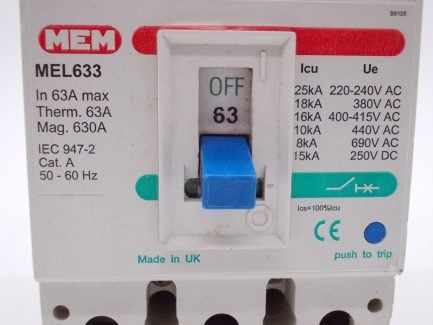 99105
MEM
MEL633
In 63A max
Therm. 63A
Mag. 630A
IEC 947-2
Cat. A
50 - 60 Hz
OFF
63
Icu Ue
25kA 220-240V AC
18kA 380V AC
16kA 400-415V AC
10kA 440V AC
8kA 690V AC
15kA 250V DC
Ics=100%Icu
CE
Made in UK
push to trip